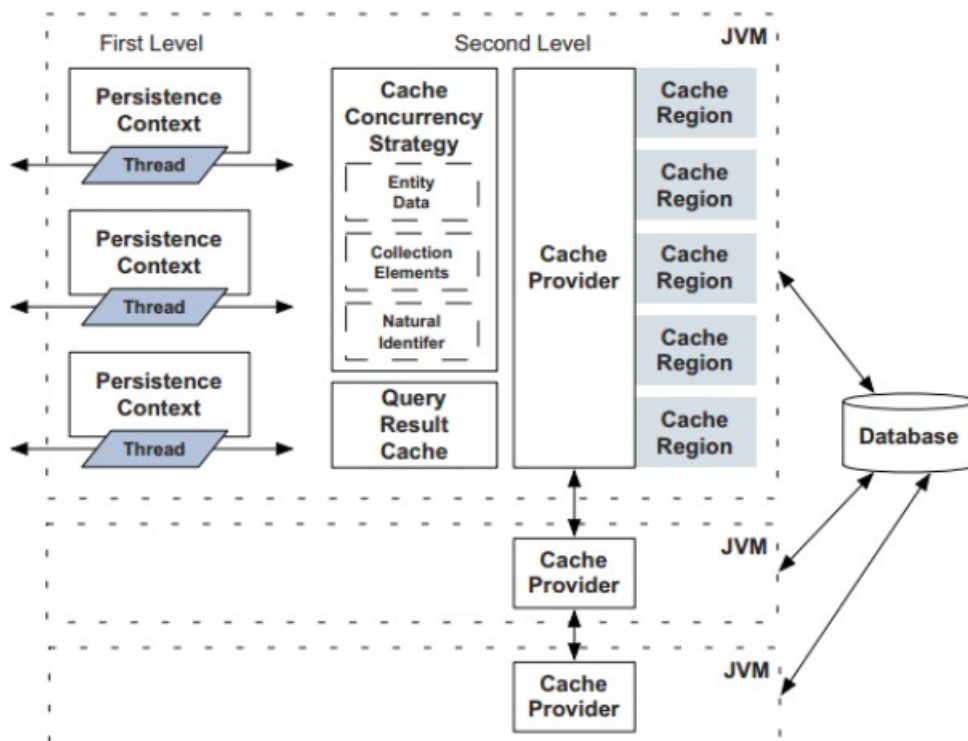 First Level
Second Level
JVM
Persistence
Context
Thread
Persistence
Context
Thread
Persistence
Context
Thread
Cache
Concurrency
Strategy
Entity
Data
Collection
Elements
Natural
Identifer
Query
Result
Cache
Cache
Provider
Cache
Region
Cache
Region
Cache
Region
Cache
Region
Cache
Region
Database
JVM
Cache
Provider
JVM
Cache
Provider